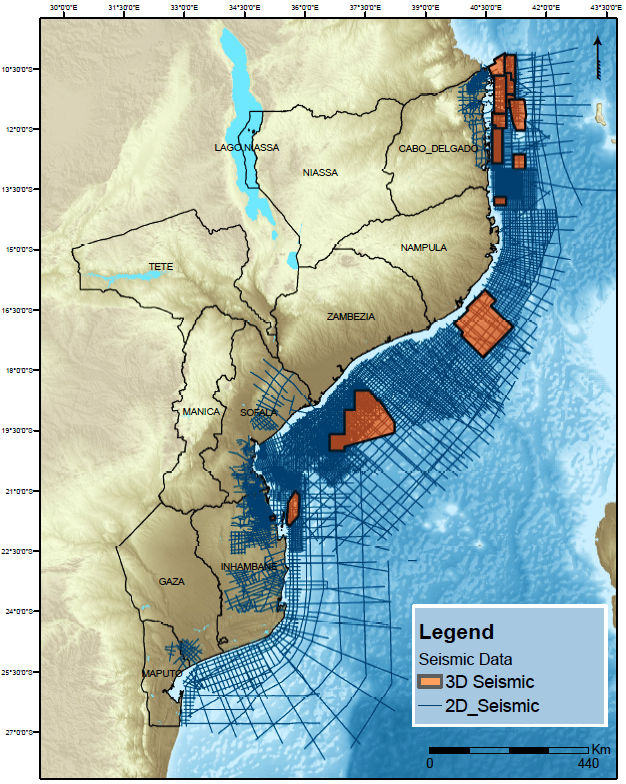 30°0'0"E 31°30'0"E 33°0'0"E 34°30'0"E 36°0'0"E 37°30'0"E 39°0'0"E 40°30'0"E 42°0'0"E 43°30'0"E
10°30'0"S
12°0'0"S
LAGO NIASSA
CABO_DELGADO
NIASSA
13°30'0"S
NAMPULA
15°0'0"S
TETE
16°30'0"S
ZAMBEZIA
18°0'0"S
MANICA
SOFALA
19°30'0"S
21°0'0"S
22°30'0"S
INHAMBANE
GAZA
24°0'0"S
Legend
Seismic Data
25°30'0"S
MAPUTO
3D Seismic
2D_Seismic
27°0'0"S
Km
0 440